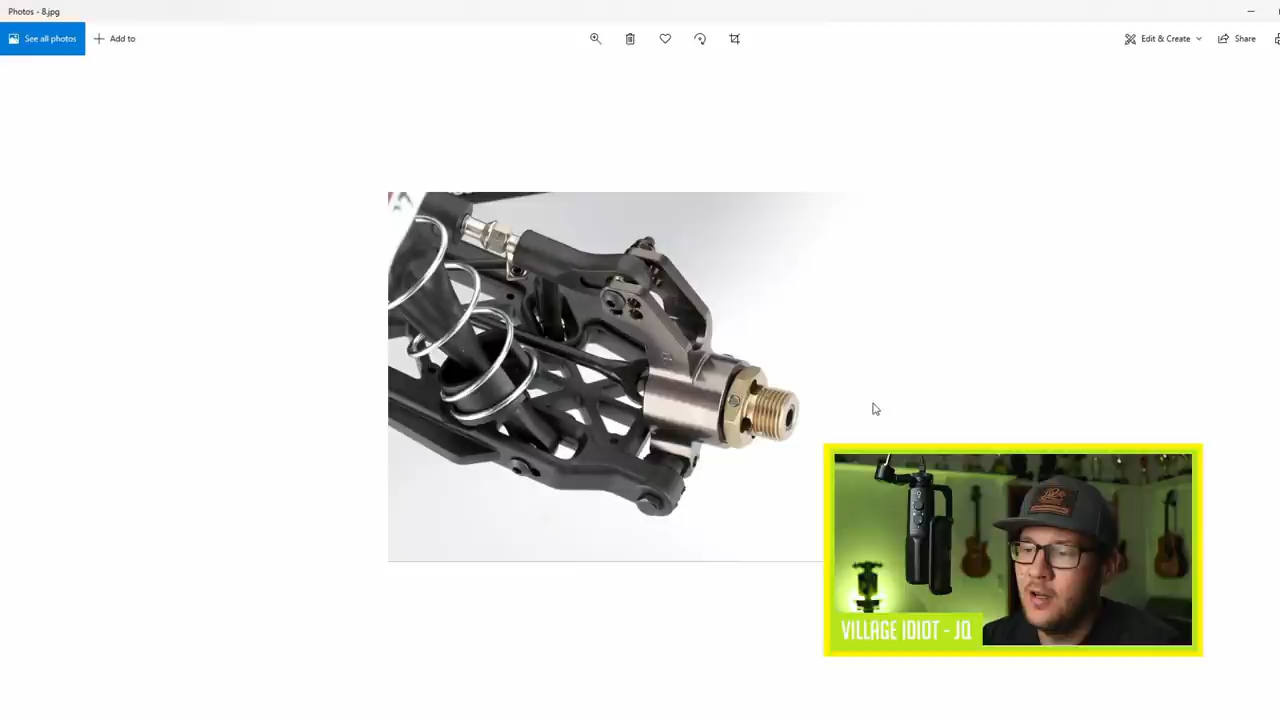 Photos - 8.jpg
See all photos
Add to
Edit & Create
Share
VILLAGE IDIOT - JQ